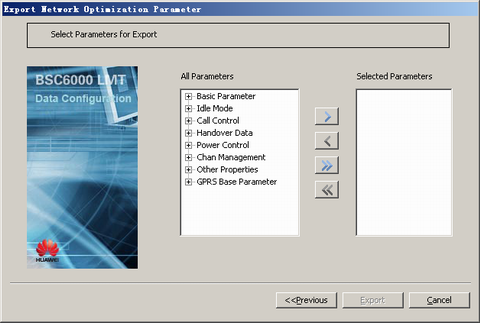 Export Network Optimization Parameter
Select Parameters for Export
BSC6000 LMT
Data Configuration
HUAWEI
All Parameters
Basic Parameter
Idle Mode
Call Control
Handover Data
Power Control
Chan Management
Other Properties
GPRS Base Parameter
>
<
>>
<<
Selected Parameters
<<Previous
Export
Cancel